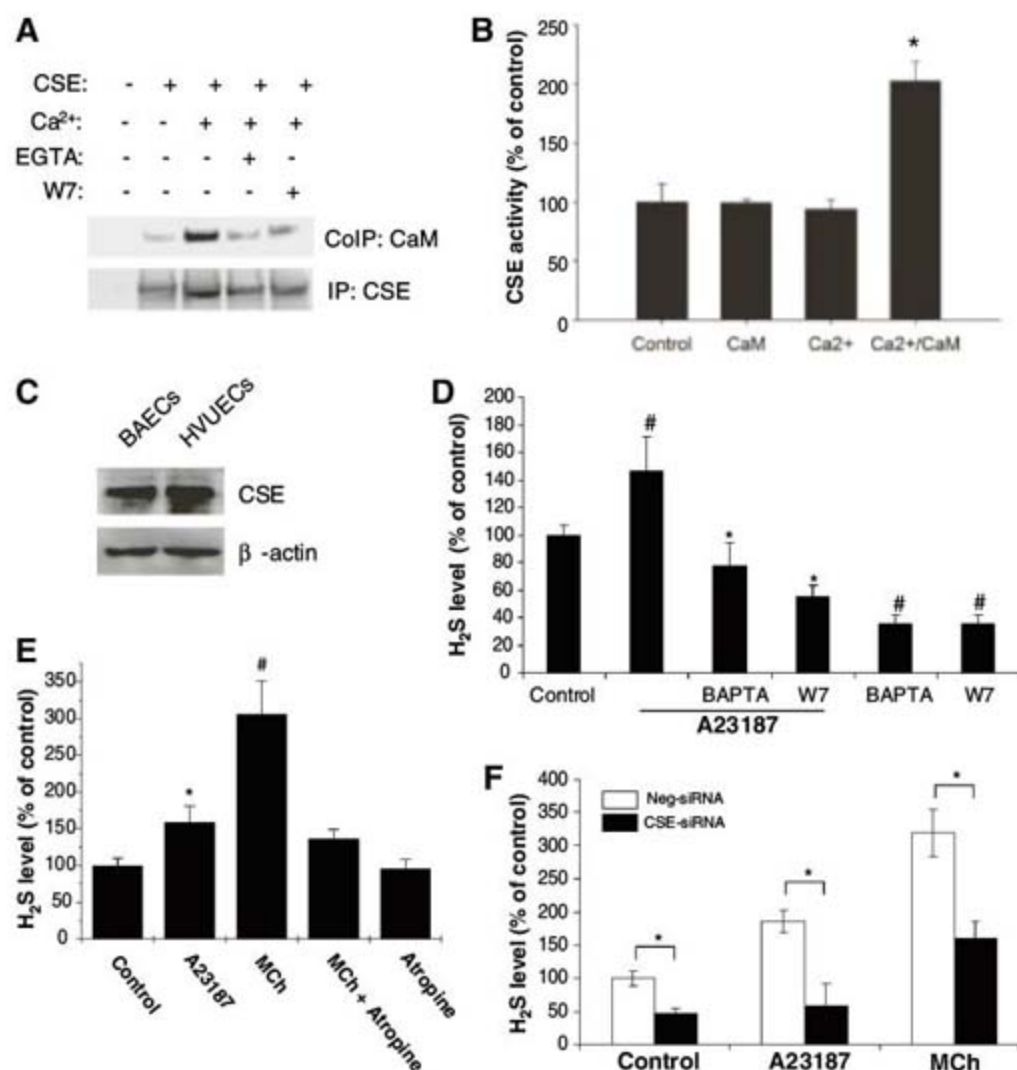 A
CSE: - + + + +
Ca2+: - - + + +
EGTA: - - - + -
W7: - - - - +
CoIP: CaM
IP: CSE
B
CSE activity (% of control)
250
200
150
100
50
0
*
Control CaM Ca2+ Ca2+/CaM
C
BAECs HVUECs
CSE
β -actin
D
H2S level (% of control)
200
180
160
140
120
100
80
60
40
20
0
# * * # #
Control BAPTA W7 BAPTA W7
A23187
E
H2S level (% of control)
350
300
250
200
150
100
50
0
* #
Control A23187 MCh MCh + Atropine Atropine
F
H2S level (% of control)
400
350
300
250
200
150
100
50
0
Neg-siRNA
CSE-siRNA
* * *
Control A23187 MCh